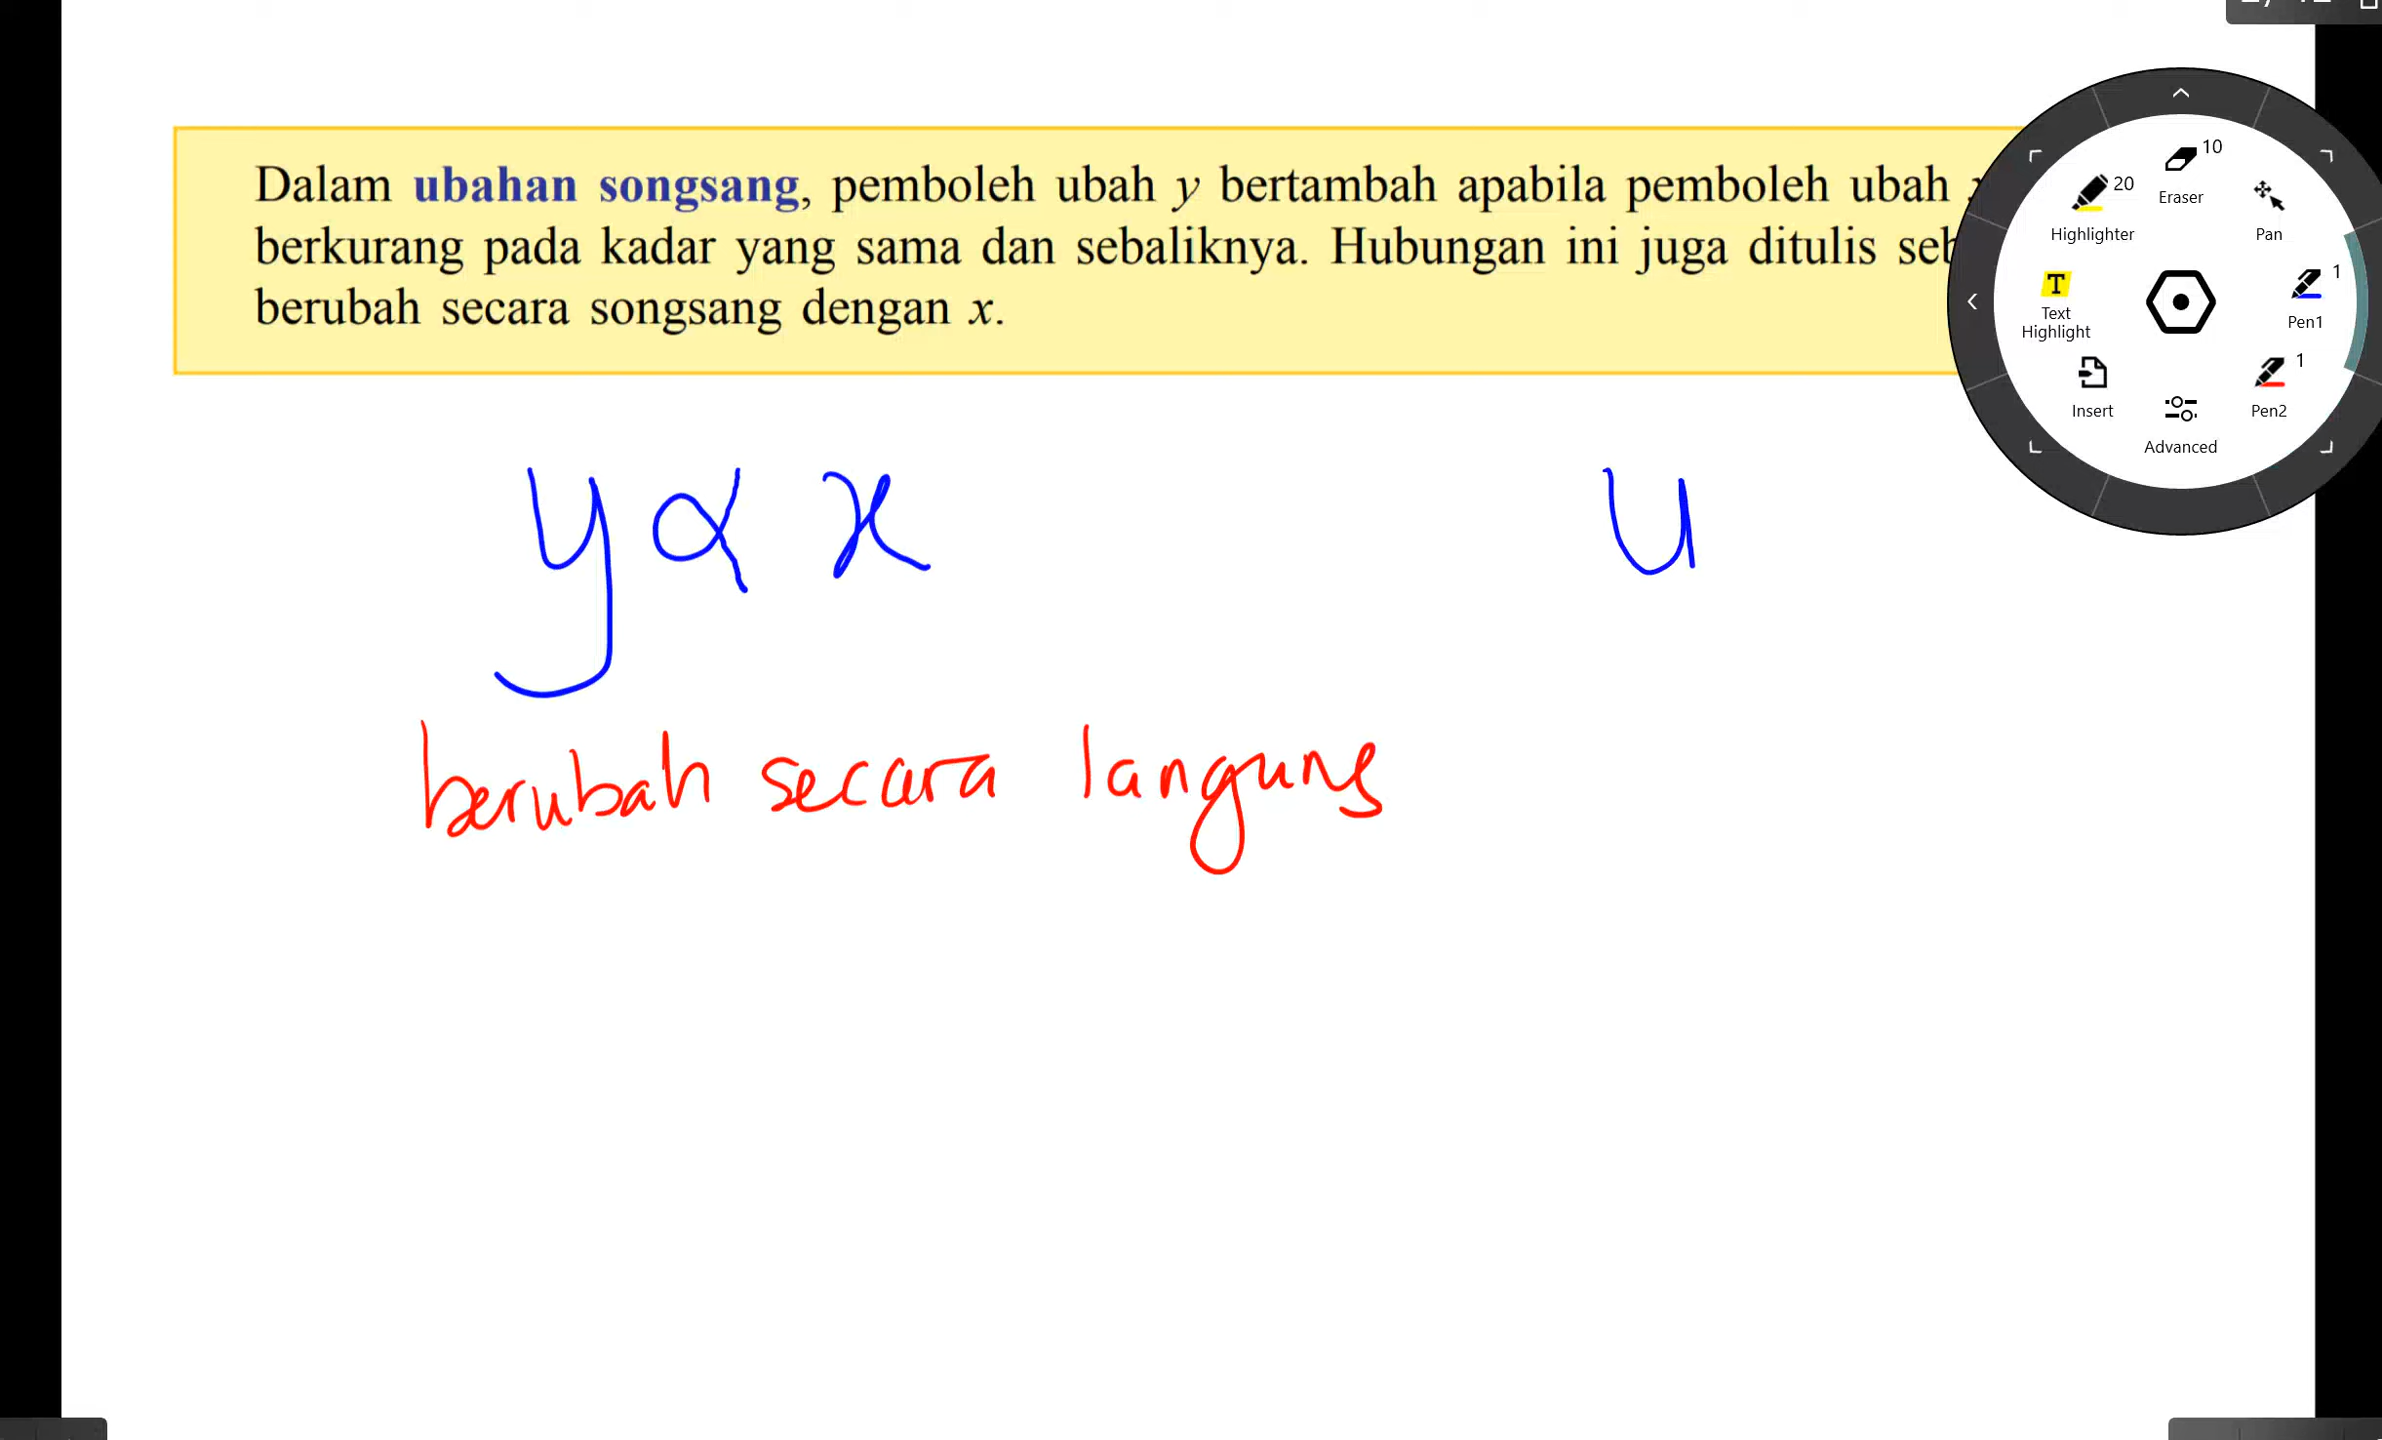 Dalam ubahan songsang, pemboleh ubah y bertambah apabila pemboleh ubah
berkurang pada kadar yang sama dan sebaliknya. Hubungan ini juga ditulis seb
berubah secara songsang dengan x.
10
Eraser
20
Highlighter
Pan
T
Text
Highlight
1
Pen1
1
Pen2
Insert
Advanced
y ∝ x
u
berubah secara langung